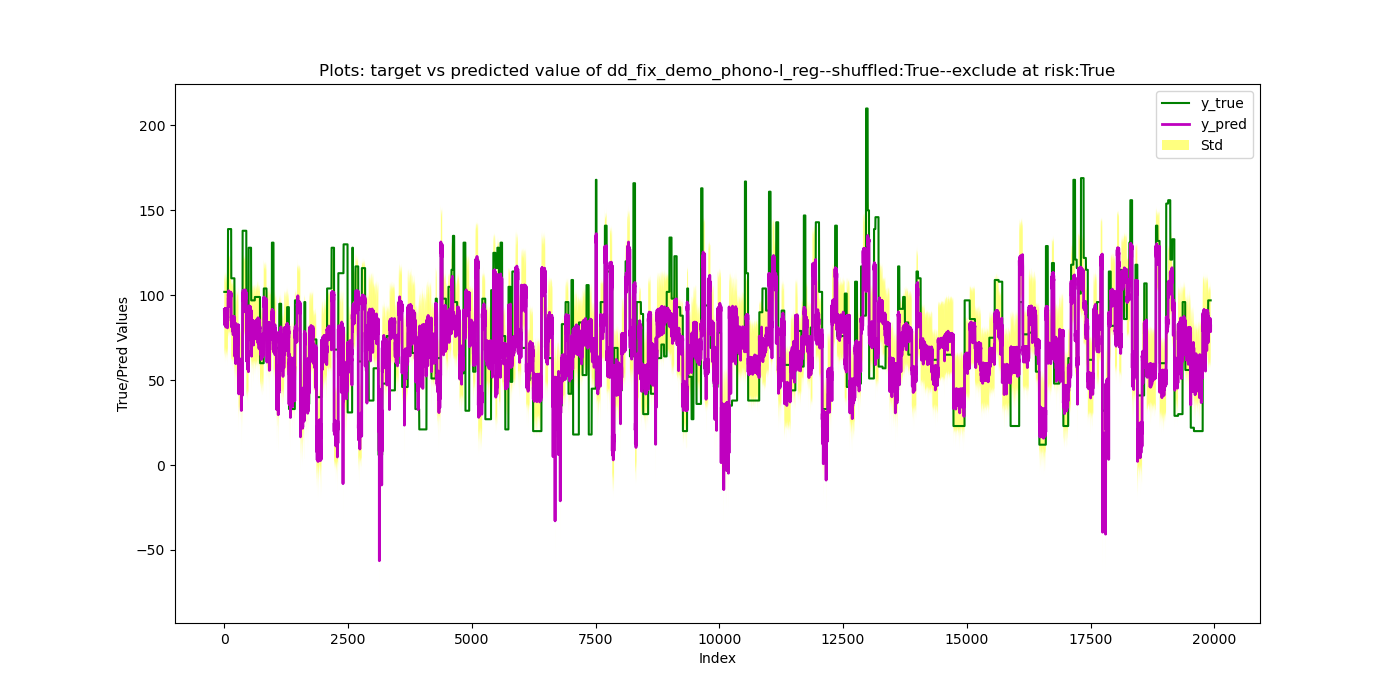 Plots: target vs predicted value of dd_fix_demo_phono-l_reg--shuffled:True--exclude at risk:True
y_true
y_pred
Std
200
150
100
50
0
−50
True/Pred Values
0 2500 5000 7500 10000 12500 15000 17500 20000
Index